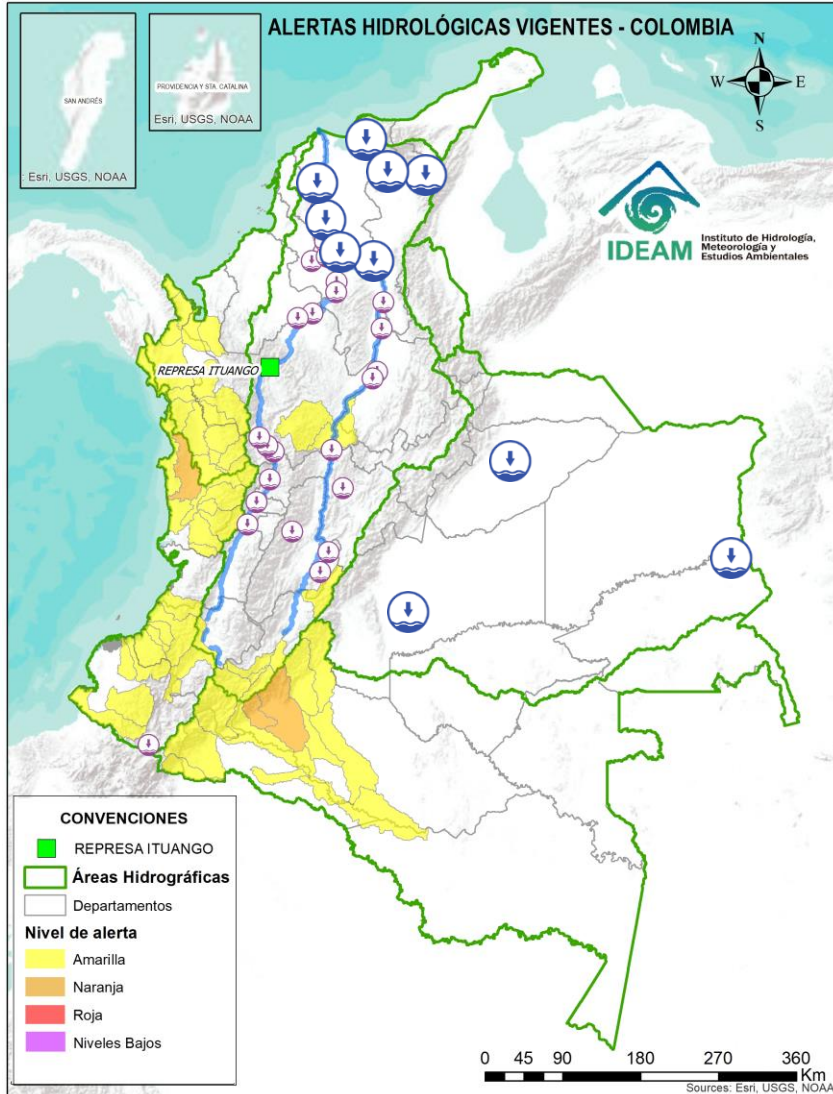 ALERTAS HIDROLÓGICAS VIGENTES - COLOMBIA
SAN ANDRÉS
: Esri, USGS, NOAA
PROVIDENCIA Y STA. CATALINA
Esri, USGS, NOAA
N
W
E
S
IDEAM
Instituto de Hidrología,
Meteorología y
Estudios Ambientales
REPRESA ITUANGO
CONVENCIONES
REPRESA ITUANGO
Áreas Hidrográficas
Departamentos
Nivel de alerta
Amarilla
Naranja
Roja
Niveles Bajos
0 45 90 180 270 360
Km
Sources: Esri, USGS, NOAA